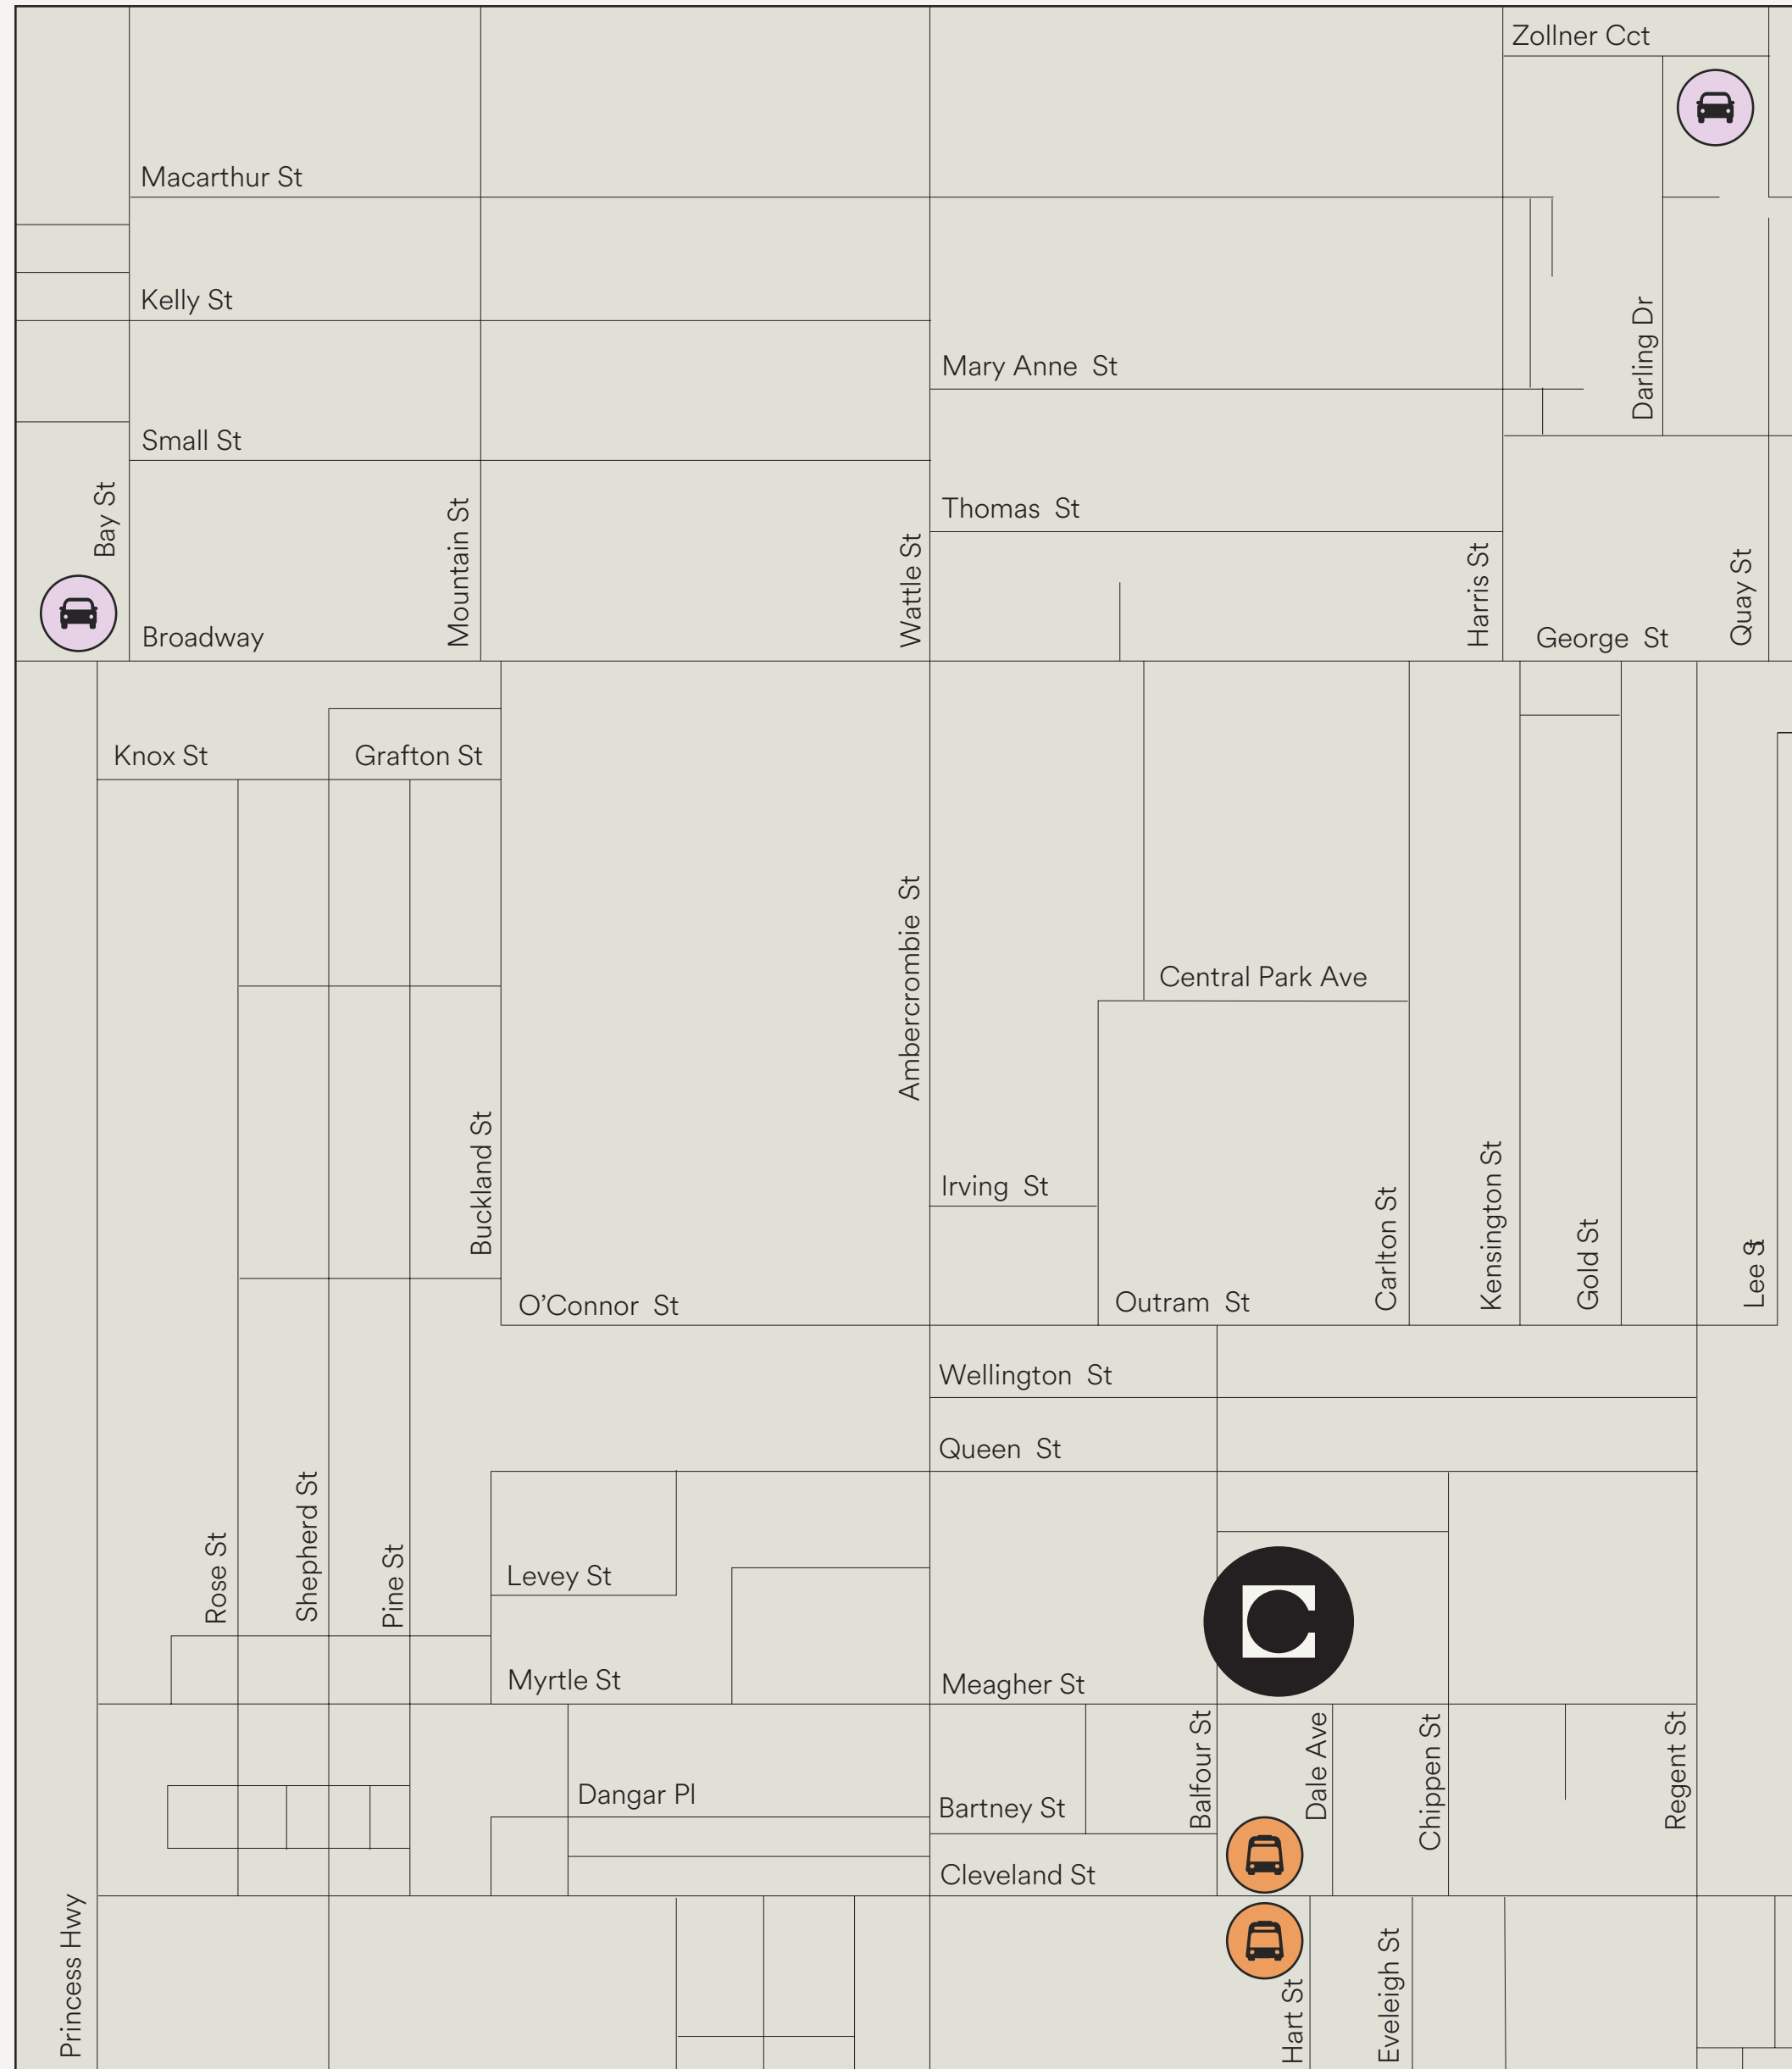 Zollner Cct
Macarthur St
Kelly St
Darling Dr
Mary Anne St
Small St
Bay St
Mountain St
Thomas St
Wattle St
Harris St
Quay St
Broadway
George St
Knox St
Grafton St
Ambercrombie St
Central Park Ave
Buckland St
Irving St
Carlton St
Kensington St
Gold St
Lee St
O’Connor St
Outram St
Wellington St
Queen St
Rose St
Shepherd St
Pine St
Levey St
C
Myrtle St
Meagher St
Balfour St
Dale Ave
Chippen St
Regent St
Dangar Pl
Bartney St
Cleveland St
Princess Hwy
Hart St
Eveleigh St